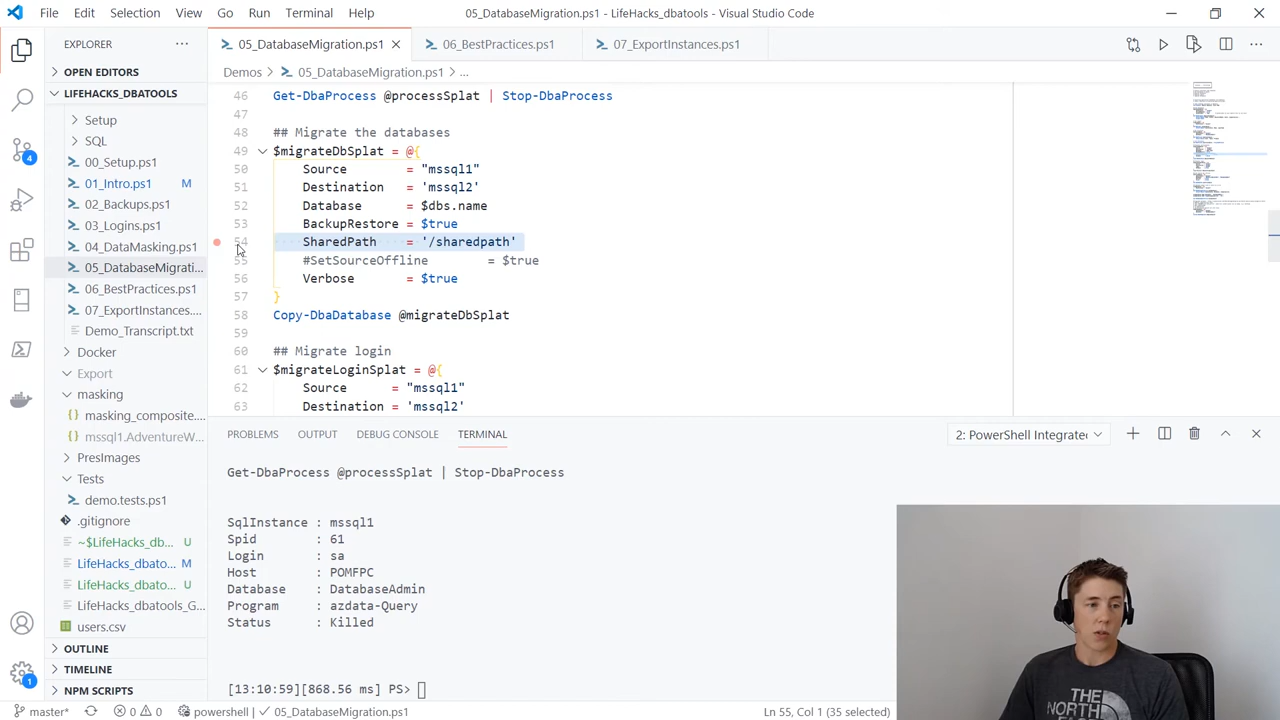 File Edit Selection View Go Run Terminal Help
05_DatabaseMigration.ps1 - LifeHacks_dbatools - Visual Studio Code
EXPLORER
OPEN EDITORS
LIFEHACKS_DBATOOLS
Setup
SQL
00_Setup.ps1
01_Intro.ps1 M
02_Backups.ps1
03_Logins.ps1
04_DataMasking.ps1
05_DatabaseMigrati...
06_BestPractices.ps1
07_ExportInstances....
Demo_Transcript.txt
Docker
Export
masking
masking_composite....
mssql1.AdventureW...
PresImages
Tests
demo.tests.ps1
.gitignore
~$LifeHacks_db... U
LifeHacks_dbato... M
LifeHacks_dbato... U
LifeHacks_dbatools_G...
users.csv
OUTLINE
TIMELINE
NPM SCRIPTS
4
1
05_DatabaseMigration.ps1
06_BestPractices.ps1
07_ExportInstances.ps1
Demos > 05_DatabaseMigration.ps1 > ...
46 Get-DbaProcess @processSplat | Stop-DbaProcess
47
48 ## Migrate the databases
49 $migrateDbSplat = @{
50 Source = "mssql1"
51 Destination = 'mssql2'
52 Database = $dbs.name
53 BackupRestore = $true
54 SharedPath = '/sharedpath'
55 #SetSourceOffline = $true
56 Verbose = $true
57 }
58 Copy-DbaDatabase @migrateDbSplat
59
60 ## Migrate login
61 $migrateLoginSplat = @{
62 Source = "mssql1"
63 Destination = 'mssql2'
PROBLEMS OUTPUT DEBUG CONSOLE TERMINAL
2: PowerShell Integrated
Get-DbaProcess @processSplat | Stop-DbaProcess
SqlInstance : mssql1
Spid : 61
Login : sa
Host : POMFPC
Database : DatabaseAdmin
Program : azdata-Query
Status : Killed
[13:10:59][868.56 ms] PS>
THE
NORTH
master* 0 0 powershell 05_DatabaseMigration.ps1
Ln 55, Col 1 (35 selected)